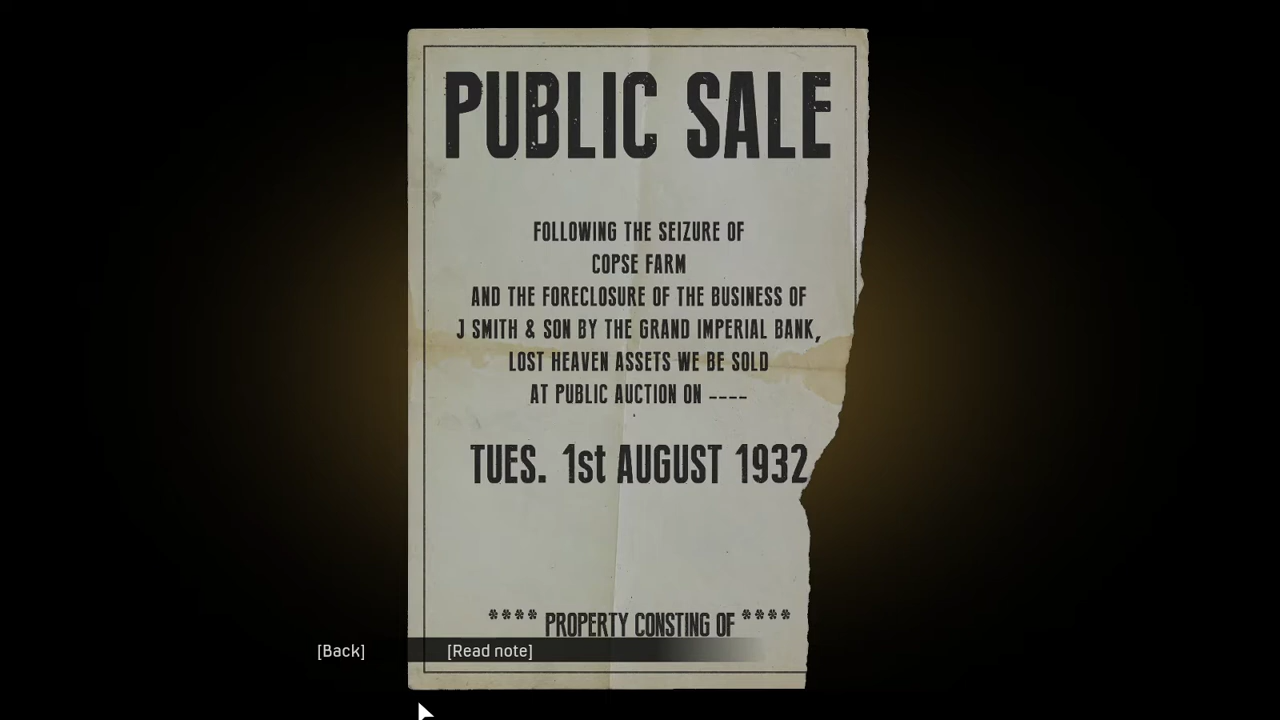 PUBLIC SALE
FOLLOWING THE SEIZURE OF
COPSE FARM
AND THE FORECLOSURE OF THE BUSINESS OF
J SMITH & SON BY THE GRAND IMPERIAL BANK,
LOST HEAVEN ASSETS WE BE SOLD
AT PUBLIC AUCTION ON ----
TUES. 1st AUGUST 1932
**** PROPERTY CONSTING OF ****
[Back] [Read note]